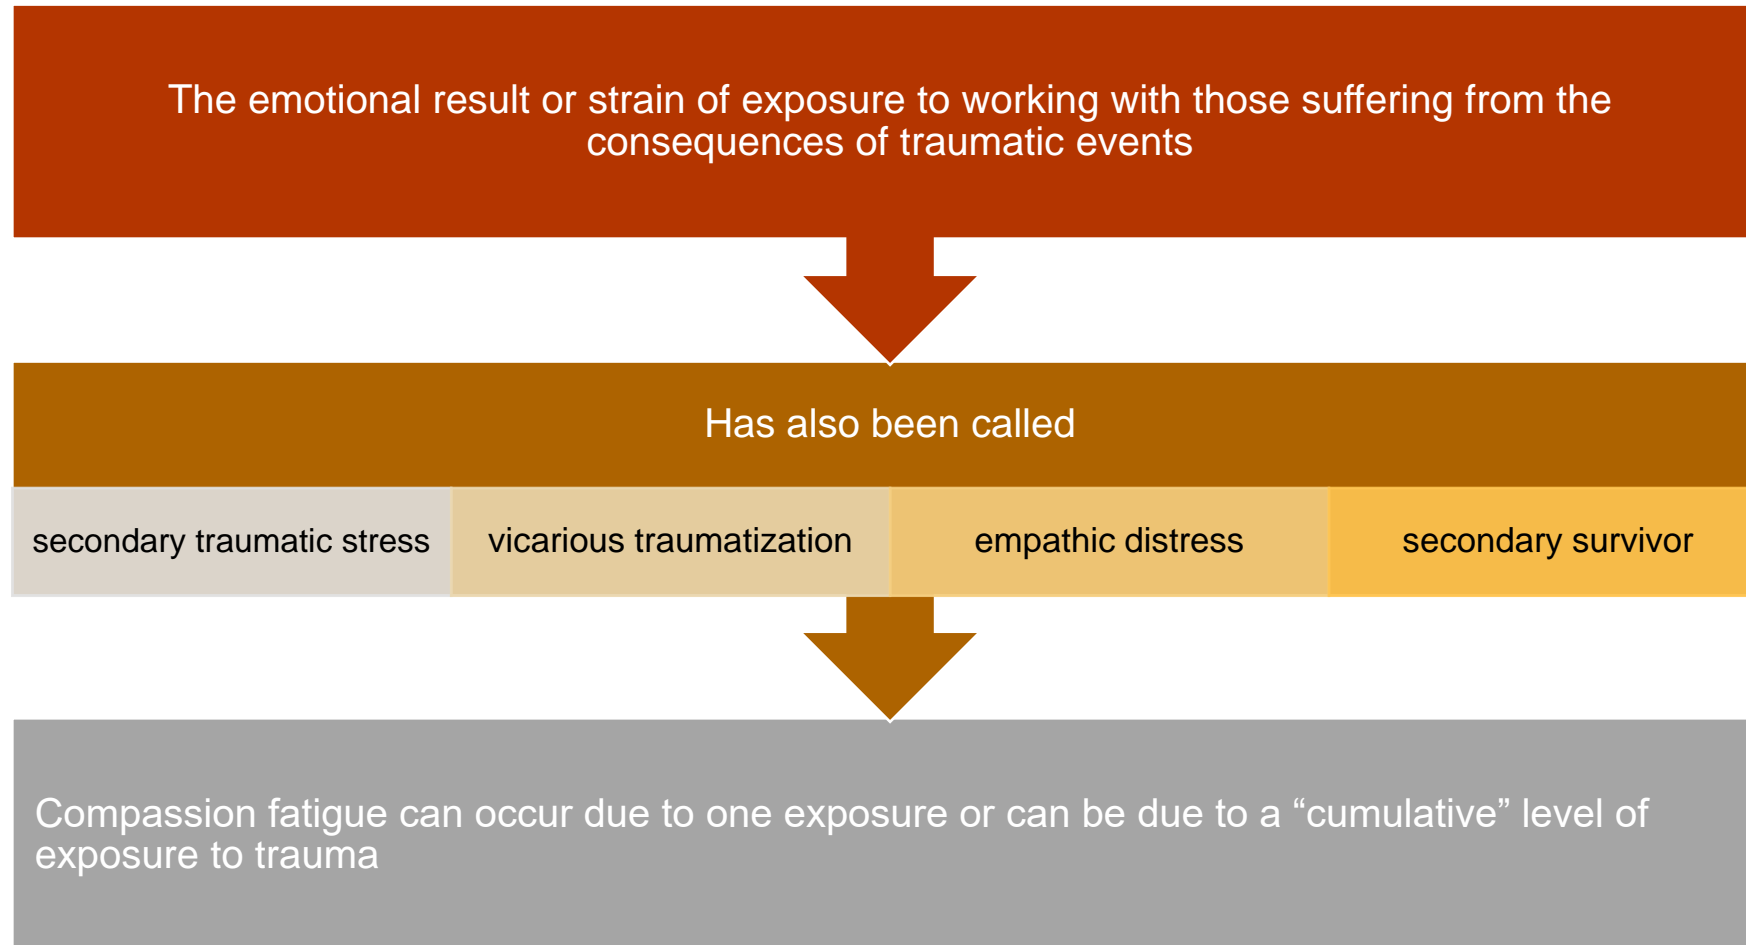 The emotional result or strain of exposure to working with those suffering from the
consequences of traumatic events
Has also been called
secondary traumatic stress
vicarious traumatization
empathic distress
secondary survivor
Compassion fatigue can occur due to one exposure or can be due to a “cumulative” level of
exposure to trauma